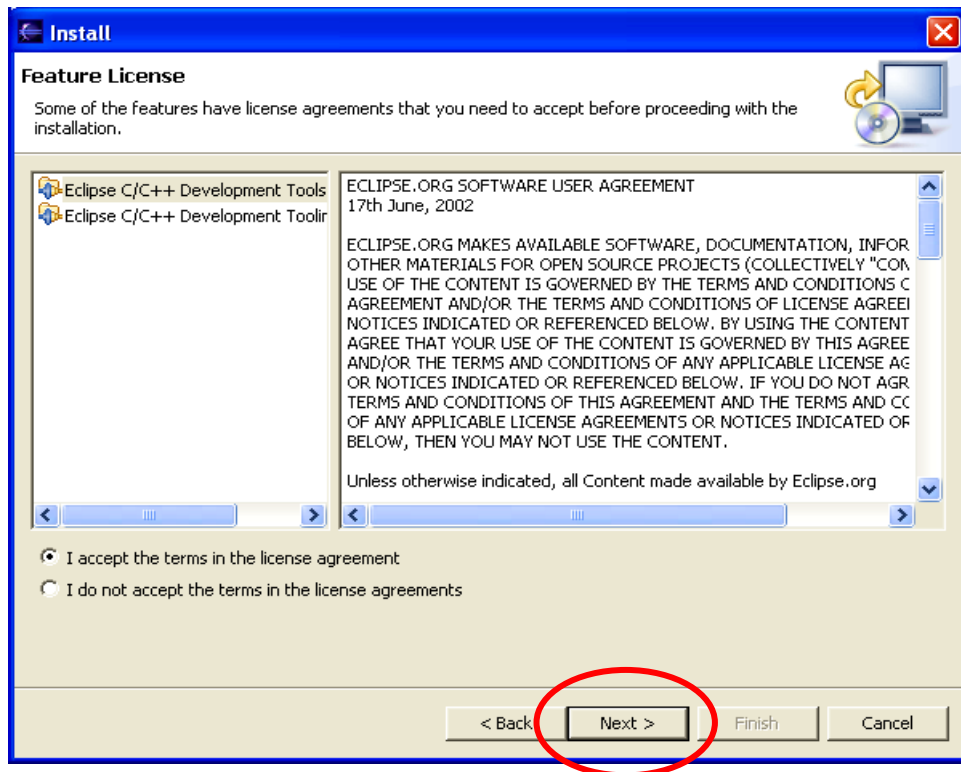 Install
Feature License
Some of the features have license agreements that you need to accept before proceeding with the
installation.
Eclipse C/C++ Development Tools
Eclipse C/C++ Development Toolin
ECLIPSE.ORG SOFTWARE USER AGREEMENT
17th June, 2002
ECLIPSE.ORG MAKES AVAILABLE SOFTWARE, DOCUMENTATION, INFOR
OTHER MATERIALS FOR OPEN SOURCE PROJECTS (COLLECTIVELY "CON
USE OF THE CONTENT IS GOVERNED BY THE TERMS AND CONDITIONS O
AGREEMENT AND/OR THE TERMS AND CONDITIONS OF LICENSE AGREE
NOTICES INDICATED OR REFERENCED BELOW. BY USING THE CONTENT
AGREE THAT YOUR USE OF THE CONTENT IS GOVERNED BY THIS AGREE
AND/OR THE TERMS AND CONDITIONS OF ANY APPLICABLE LICENSE AG
OR NOTICES INDICATED OR REFERENCED BELOW. IF YOU DO NOT AGR
TERMS AND CONDITIONS OF THIS AGREEMENT AND THE TERMS AND CO
OF ANY APPLICABLE LICENSE AGREEMENTS OR NOTICES INDICATED OR
BELOW, THEN YOU MAY NOT USE THE CONTENT.
Unless otherwise indicated, all Content made available by Eclipse.org
I accept the terms in the license agreement
I do not accept the terms in the license agreements
< Back Next > Finish Cancel